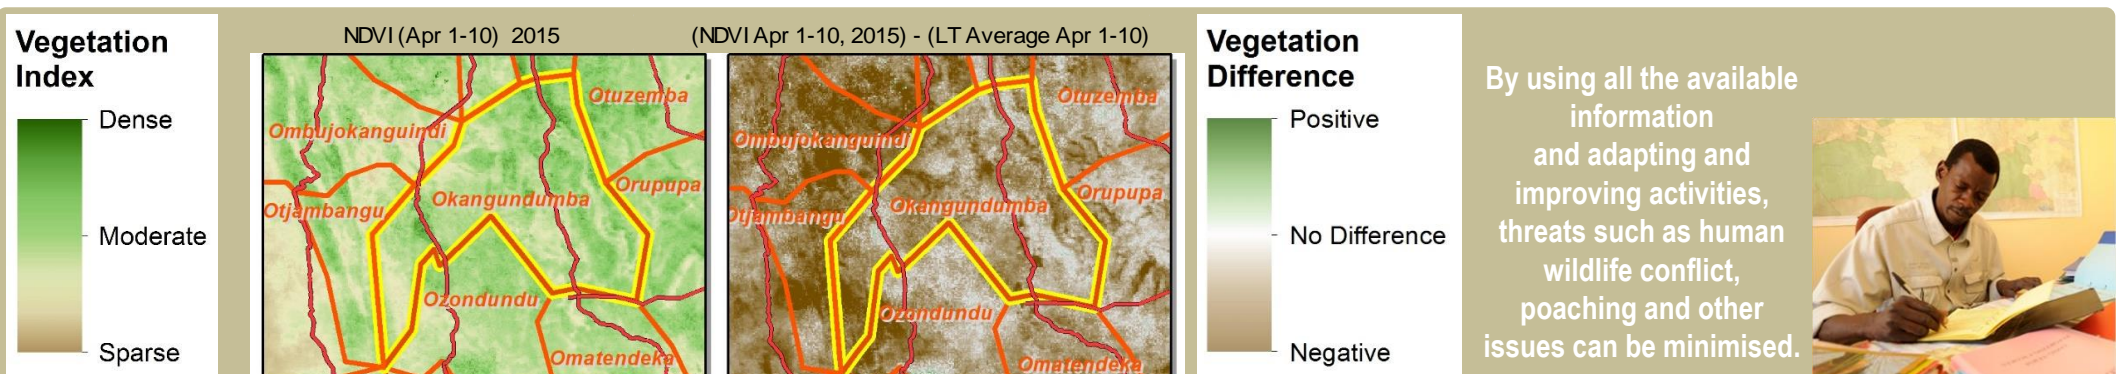 Vegetation
Index
Dense
Moderate
Sparse
NDVI (Apr 1-10) 2015
Otuzemba
Ombujokanguindi
Orupupa
Okangundumba
Otjambangu
Ozondundu
Omatendeka
(NDVI Apr 1-10, 2015) - (LT Average Apr 1-10)
Otuzemba
Ombujokanguindi
Orupupa
Okangundumba
Otjambangu
Ozondundu
Omatendeka
Vegetation
Difference
Positive
No Difference
Negative
By using all the available
information
and adapting and
improving activities,
threats such as human
wildlife conflict,
poaching and other
issues can be minimised.